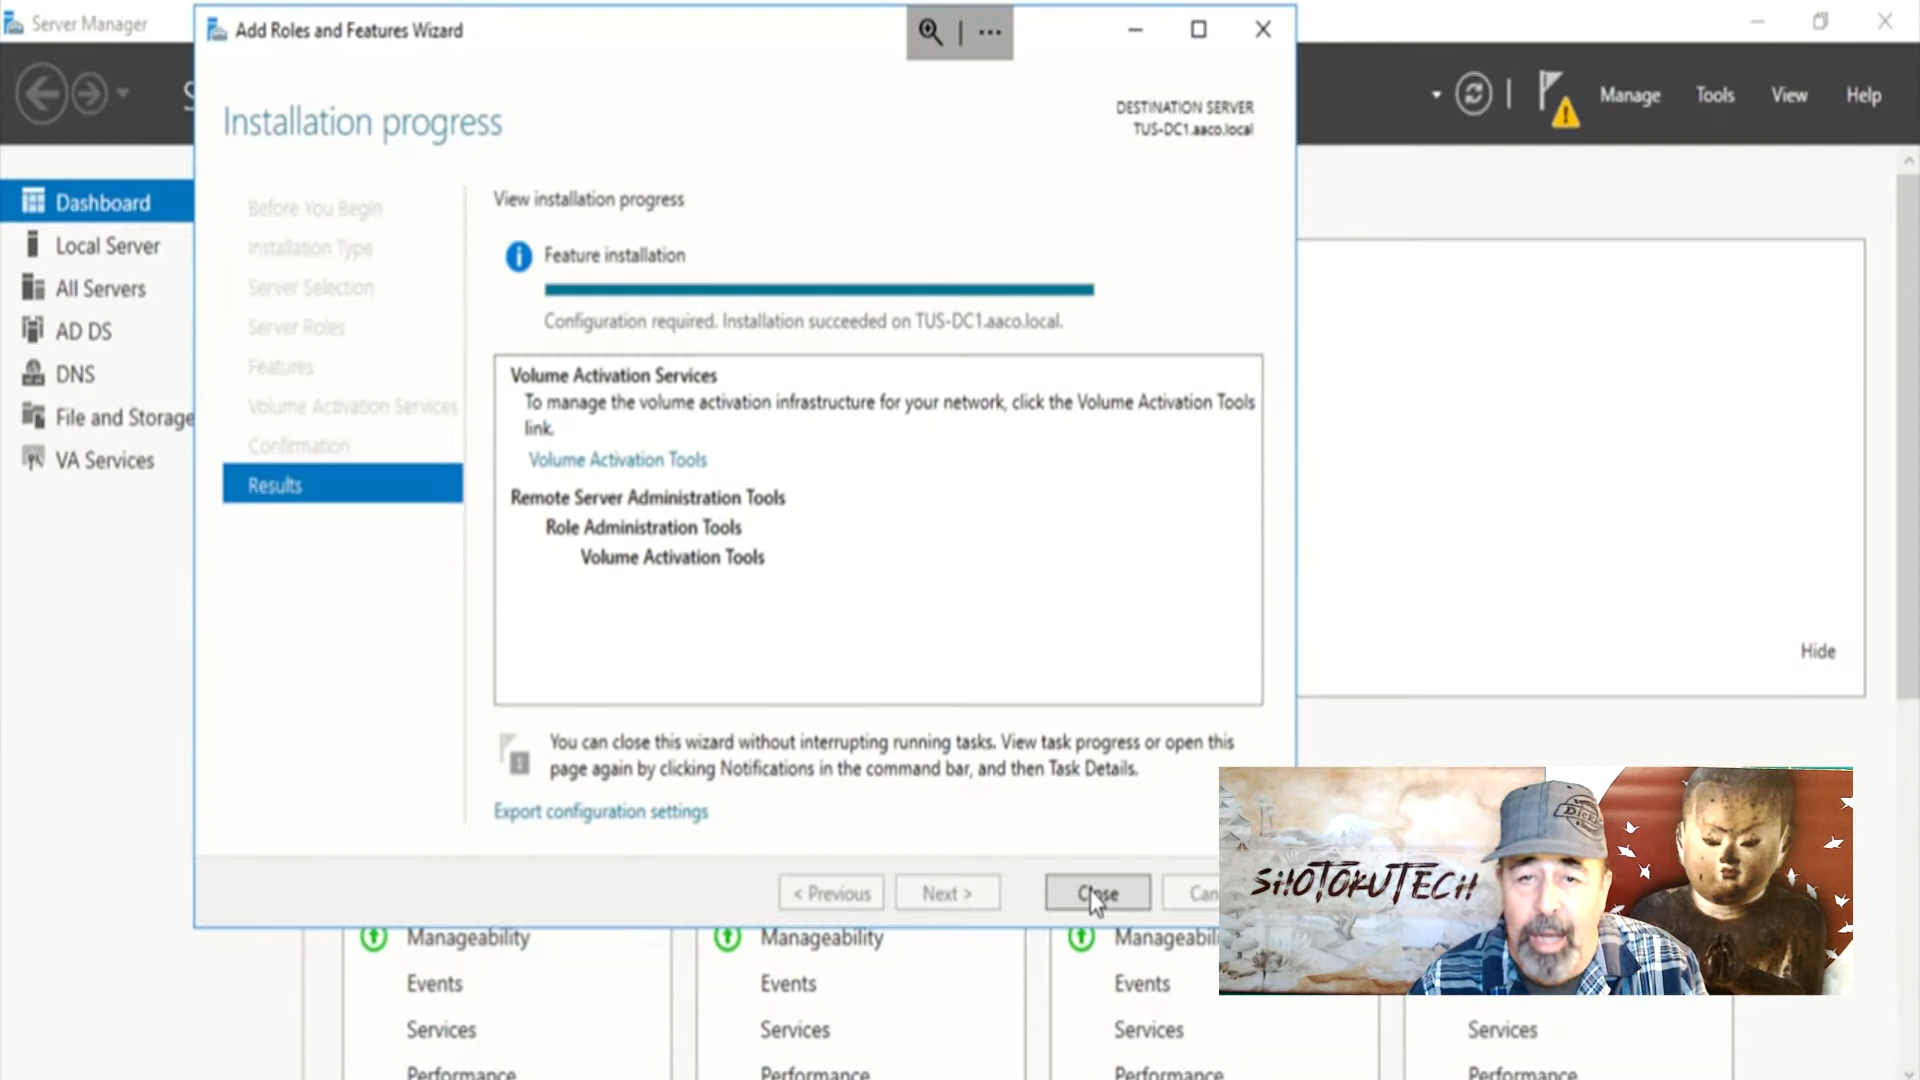 Server Manager
Add Roles and Features Wizard
Manage
Tools
View
Help
Installation progress
DESTINATION SERVER
TUS-DC1.aaco.local
Dashboard
Local Server
All Servers
AD DS
DNS
File and Storage
VA Services
Before You Begin
Installation Type
Server Selection
Server Roles
Features
Volume Activation Services
Confirmation
Results
View installation progress
Feature installation
Configuration required. Installation succeeded on TUS-DC1.aaco.local.
Volume Activation Services
To manage the volume activation infrastructure for your network, click the Volume Activation Tools
link.
Volume Activation Tools
Remote Server Administration Tools
Role Administration Tools
Volume Activation Tools
Hide
1
You can close this wizard without interrupting running tasks. View task progress or open this
page again by clicking Notifications in the command bar, and then Task Details.
Export configuration settings
< Previous
Next >
Close
Can
SHOTOKUTECH
Manageability
Events
Services
Performance
Manageability
Events
Services
Performance
Manageabili
Events
Services
Performance
Services
Performance